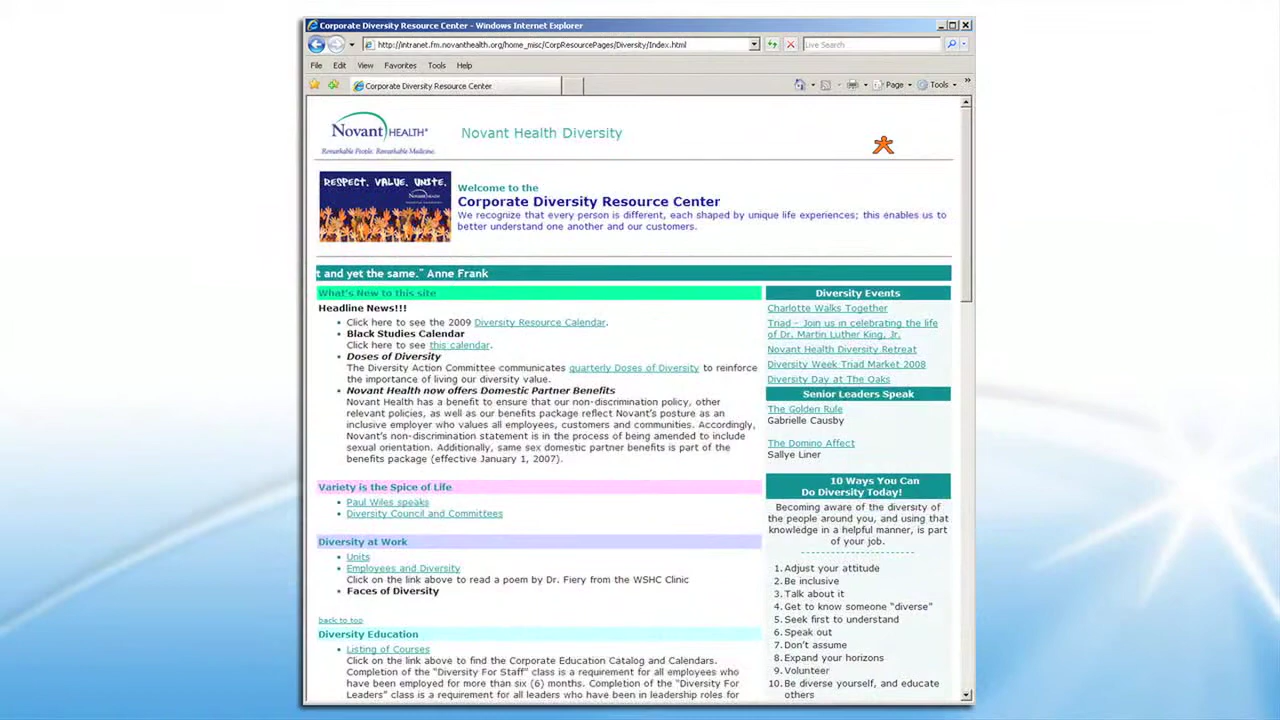 Corporate Diversity Resource Center - Windows Internet Explorer
http://intranet.fm.novanthealth.org/home_misc/CorpResourcePages/Diversity/Index.html
Live Search
File Edit View Favorites Tools Help
Corporate Diversity Resource Center
Page Tools
Novant HEALTH
Remarkable People. Remarkable Medicine.
Novant Health Diversity
RESPECT. VALUE. UNITE.
Novant HEALTH
Welcome to the
Corporate Diversity Resource Center
We recognize that every person is different, each shaped by unique life experiences; this enables us to
better understand one another and our customers.
t and yet the same." Anne Frank
What's New to this site
Headline News!!!
• Click here to see the 2009 Diversity Resource Calendar.
• Black Studies Calendar
Click here to see this calendar.
• Doses of Diversity
The Diversity Action Committee communicates quarterly Doses of Diversity to reinforce
the importance of living our diversity value.
• Novant Health now offers Domestic Partner Benefits
Novant Health has a benefit to ensure that our non-discrimination policy, other
relevant policies, as well as our benefits package reflect Novant's posture as an
inclusive employer who values all employees, customers and communities. Accordingly,
Novant's non-discrimination statement is in the process of being amended to include
sexual orientation. Additionally, same sex domestic partner benefits is part of the
benefits package (effective January 1, 2007).
Variety is the Spice of Life
• Paul Wiles speaks
• Diversity Council and Committees
Diversity at Work
• Units
• Employees and Diversity
Click on the link above to read a poem by Dr. Fiery from the WSHC Clinic
• Faces of Diversity
back to top
Diversity Education
• Listing of Courses
Click on the link above to find the Corporate Education Catalog and Calendars.
Completion of the "Diversity For Staff" class is a requirement for all employees who
have been employed for more than six (6) months. Completion of the "Diversity For
Leaders" class is a requirement for all leaders who have been in leadership roles for
Diversity Events
Charlotte Walks Together
Triad - Join us in celebrating the life
of Dr. Martin Luther King, Jr.
Novant Health Diversity Retreat
Diversity Week Triad Market 2008
Diversity Day at The Oaks
Senior Leaders Speak
The Golden Rule
Gabrielle Causby
The Domino Affect
Sallye Liner
10 Ways You Can
Do Diversity Today!
Becoming aware of the diversity of
the people around you, and using that
knowledge in a helpful manner, is part
of your job.
1. Adjust your attitude
2. Be inclusive
3. Talk about it
4. Get to know someone "diverse"
5. Seek first to understand
6. Speak out
7. Don't assume
8. Expand your horizons
9. Volunteer
10. Be diverse yourself, and educate
others